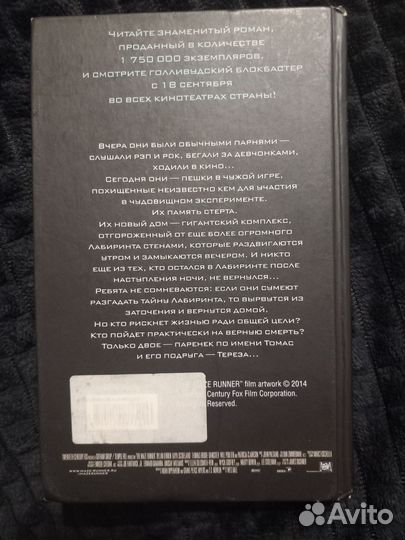 Читайте знаменитый роман,
проданный в количестве
1 750 000 экземпляров,
и смотрите голливудский блокбастер
с 18 сентября
во всех кинотеатрах страны!
Вчера они были обычными парнями —
слушали рэп и рок, бегали за девчонками,
ходили в кино...
Сегодня они — пешки в чужой игре,
похищенные неизвестно кем для участия
в чудовищном эксперименте.
Их память стерта.
Их новый дом — гигантский комплекс,
отгороженный от еще более огромного
Лабиринта стенами, которые раздвигаются
утром и замыкаются вечером. И никто
еще из тех, кто остался в Лабиринте после
наступления ночи, не вернулся...
Ребята не сомневаются: если они сумеют
разгадать тайну Лабиринта, то вырвутся из
заточения и вернутся домой.
Но кто рискнет жизнью ради общей цели?
Кто пойдет практически на верную смерть?
Только двое — паренек по имени Томас
и его подруга — Тереза...
ZE RUNNER" film artwork © 2014
Century Fox Film Corporation.
Reserved.
FOX
Avito